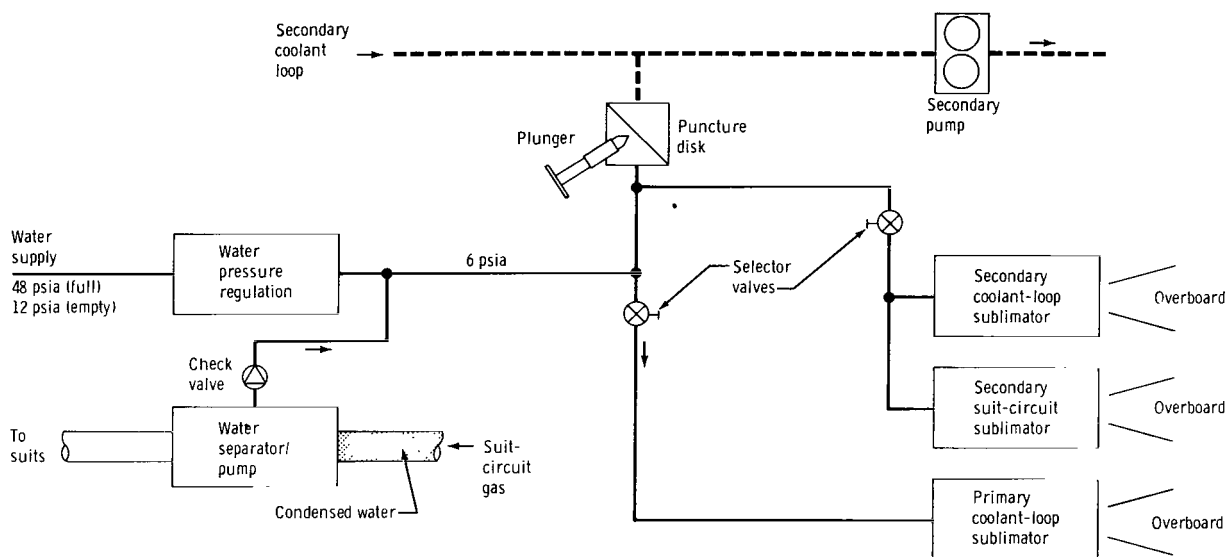 Secondary
coolant
loop
Secondary
pump
Plunger
Puncture
disk
Water
supply
48 psia (full)
12 psia (empty)
Water
pressure
regulation
6 psia
Selector
valves
Secondary
coolant-loop
sublimator
Overboard
Check
valve
Secondary
suit-circuit
sublimator
Overboard
To
suits
Water
separator/
pump
Suit-
circuit
gas
Condensed water
Primary
coolant-loop
sublimator
Overboard